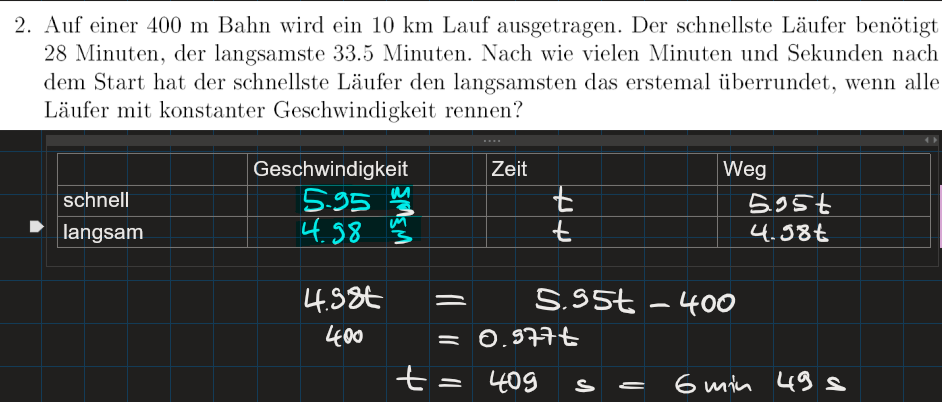 2. Auf einer 400 m Bahn wird ein 10 km Lauf ausgetragen. Der schnellste Läufer benötigt
28 Minuten, der langsamste 33.5 Minuten. Nach wie vielen Minuten und Sekunden nach
dem Start hat der schnellste Läufer den langsamsten das erstemal überrundet, wenn alle
Läufer mit konstanter Geschwindigkeit rennen?
Geschwindigkeit Zeit Weg
schnell 5.95 m/s t 5.95t
langsam 4.98 m/s t 4.98t
4.98t = 5.95t - 400
400 = 0.977t
t = 409 s = 6 min 49 s